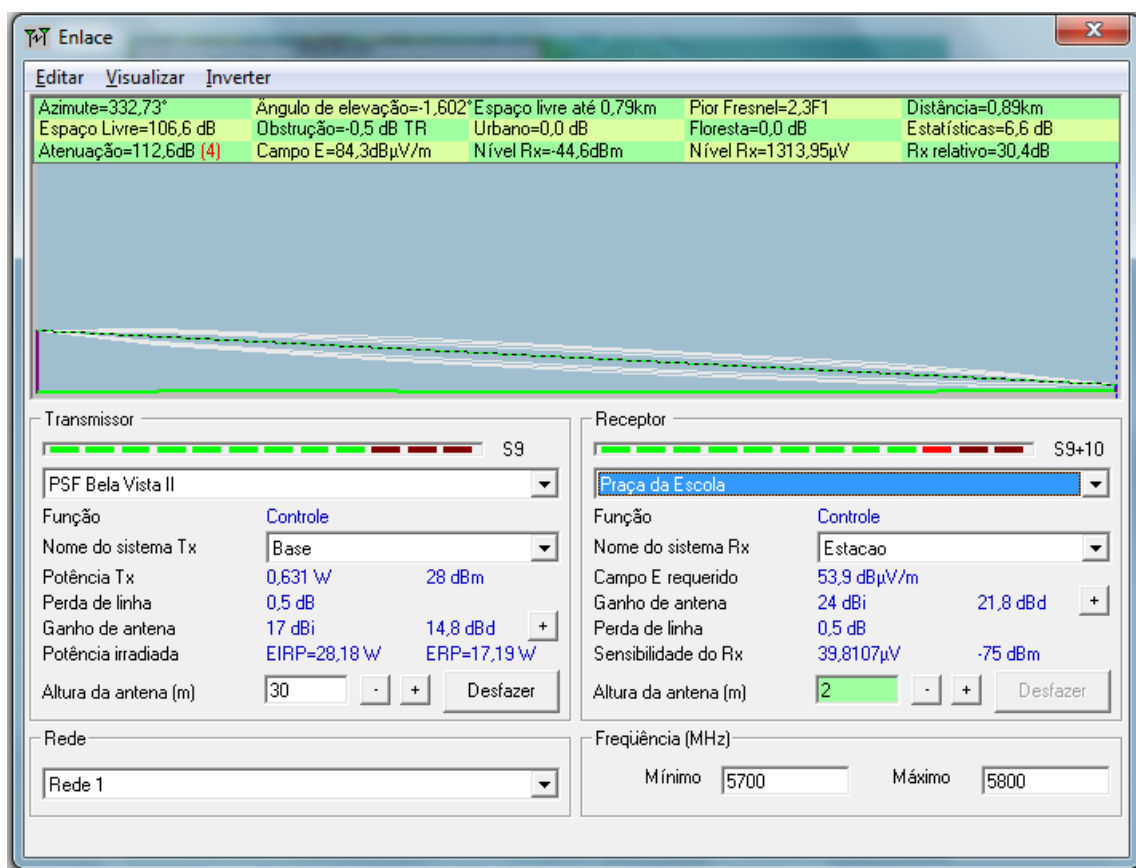 Enlace
Editar Visualizar Inverter
Azimute=332,73° Ângulo de elevação=-1,602° Espaço livre até 0,79km Pior Fresnel=2,3F1 Distância=0,89km
Espaço Livre=106,6 dB Obstrução=-0,5 dB TR Urbano=0,0 dB Floresta=0,0 dB Estatísticas=6,6 dB
Atenuação=112,6dB (4) Campo E=84,3dBµV/m Nível Rx=-44,6dBm Nível Rx=1313,95µV Rx relativo=30,4dB
Transmissor
S9
PSF Bela Vista II
Função Controle
Nome do sistema Tx Base
Potência Tx 0,631 W 28 dBm
Perda de linha 0,5 dB
Ganho de antena 17 dBi 14,8 dBd +
Potência irradiada EIRP=28,18 W ERP=17,19 W
Altura da antena (m) 30 - + Desfazer
Receptor
S9+10
Praça da Escola
Função Controle
Nome do sistema Rx Estacao
Campo E requerido 53,9 dBµV/m
Ganho de antena 24 dBi 21,8 dBd +
Perda de linha 0,5 dB
Sensibilidade do Rx 39,8107µV -75 dBm
Altura da antena (m) 2 - + Desfazer
Rede
Rede 1
Freqüência (MHz)
Mínimo 5700 Máximo 5800